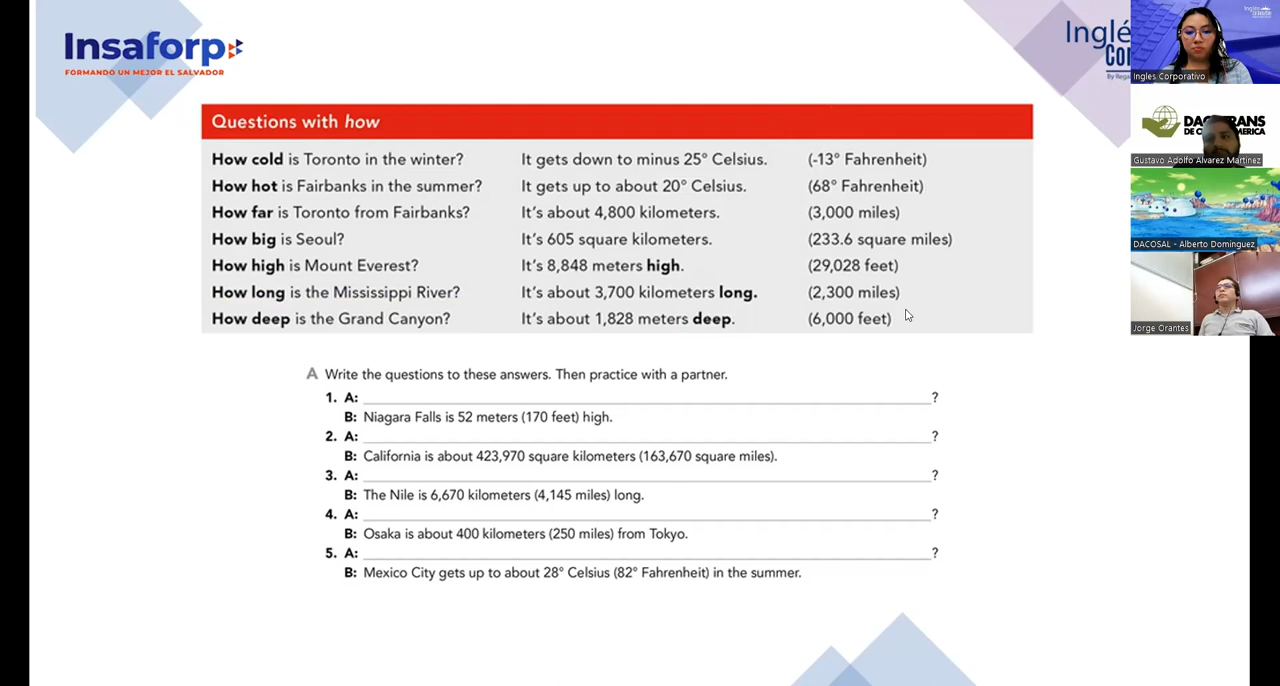 Insaforp
FORMANDO UN MEJOR EL SALVADOR
Questions with how
How cold is Toronto in the winter? It gets down to minus 25° Celsius. (-13° Fahrenheit)
How hot is Fairbanks in the summer? It gets up to about 20° Celsius. (68° Fahrenheit)
How far is Toronto from Fairbanks? It's about 4,800 kilometers. (3,000 miles)
How big is Seoul? It's 605 square kilometers. (233.6 square miles)
How high is Mount Everest? It's 8,848 meters high. (29,028 feet)
How long is the Mississippi River? It's about 3,700 kilometers long. (2,300 miles)
How deep is the Grand Canyon? It's about 1,828 meters deep. (6,000 feet)
A Write the questions to these answers. Then practice with a partner.
1. A: ?
B: Niagara Falls is 52 meters (170 feet) high.
2. A: ?
B: California is about 423,970 square kilometers (163,670 square miles).
3. A: ?
B: The Nile is 6,670 kilometers (4,145 miles) long.
4. A: ?
B: Osaka is about 400 kilometers (250 miles) from Tokyo.
5. A: ?
B: Mexico City gets up to about 28° Celsius (82° Fahrenheit) in the summer.
Ingles Corporativo
DE C
Gustavo Adolfo Alvarez Martinez
DACOSAL - Alberto Dominguez
Jorge Orantes